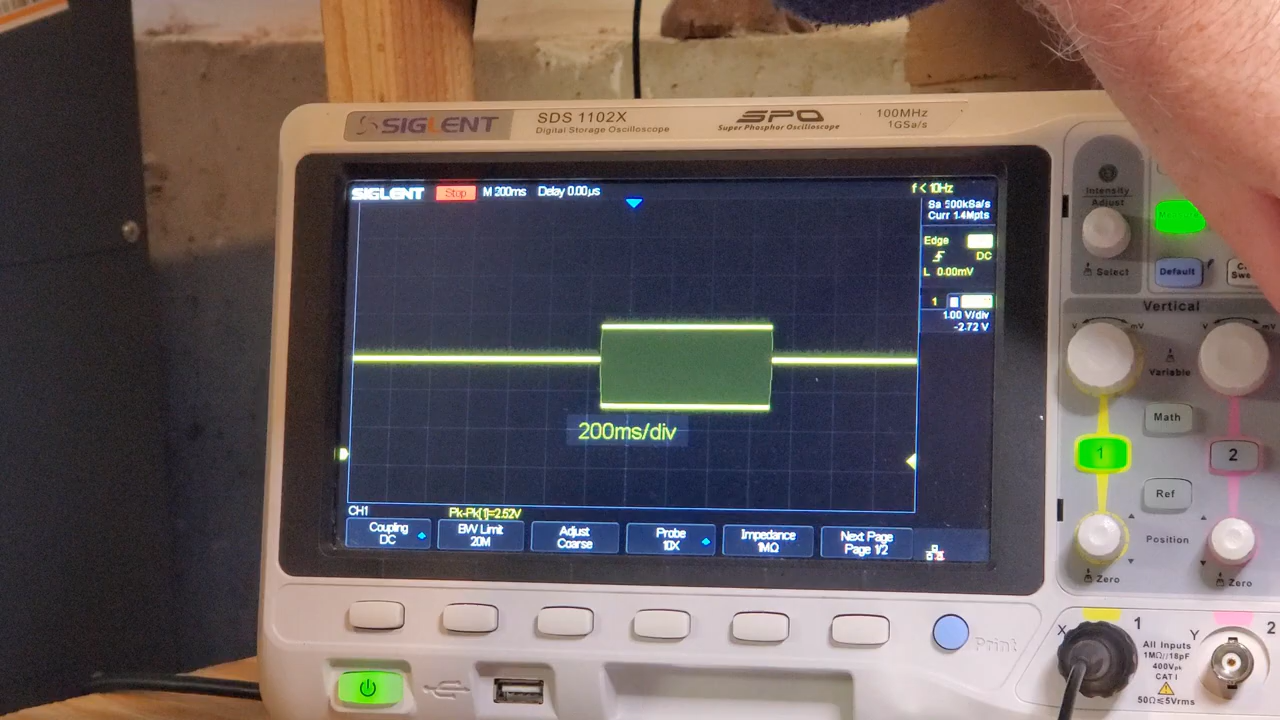 SIGLENT
SDS 1102X
Digital Storage Oscilloscope
SPO
Super Phosphor Oscilloscope
100MHz
1GSa/s
SIGLENT
Stop
M 200ms
Delay 0.00µs
f < 10Hz
Sa 500kSa/s
Curr 1.4Mpts
Edge
DC
L 0.00mV
1
1.00 V/div
-2.72 V
200ms/div
CH1
Pk-Pk[1]=2.52V
Coupling
DC
BW Limit
20M
Adjust
Coarse
Probe
10X
Impedance
1MΩ
Next Page
Page 1/2
Print
Intensity
Adjust
Select
Default
Vertical
V
mV
V
mV
Variable
Math
1
2
Ref
Position
Zero
Zero
X
1
All Inputs
1MΩ//18pF
400Vpk
CAT I
50Ω≤5Vrms
Y
2